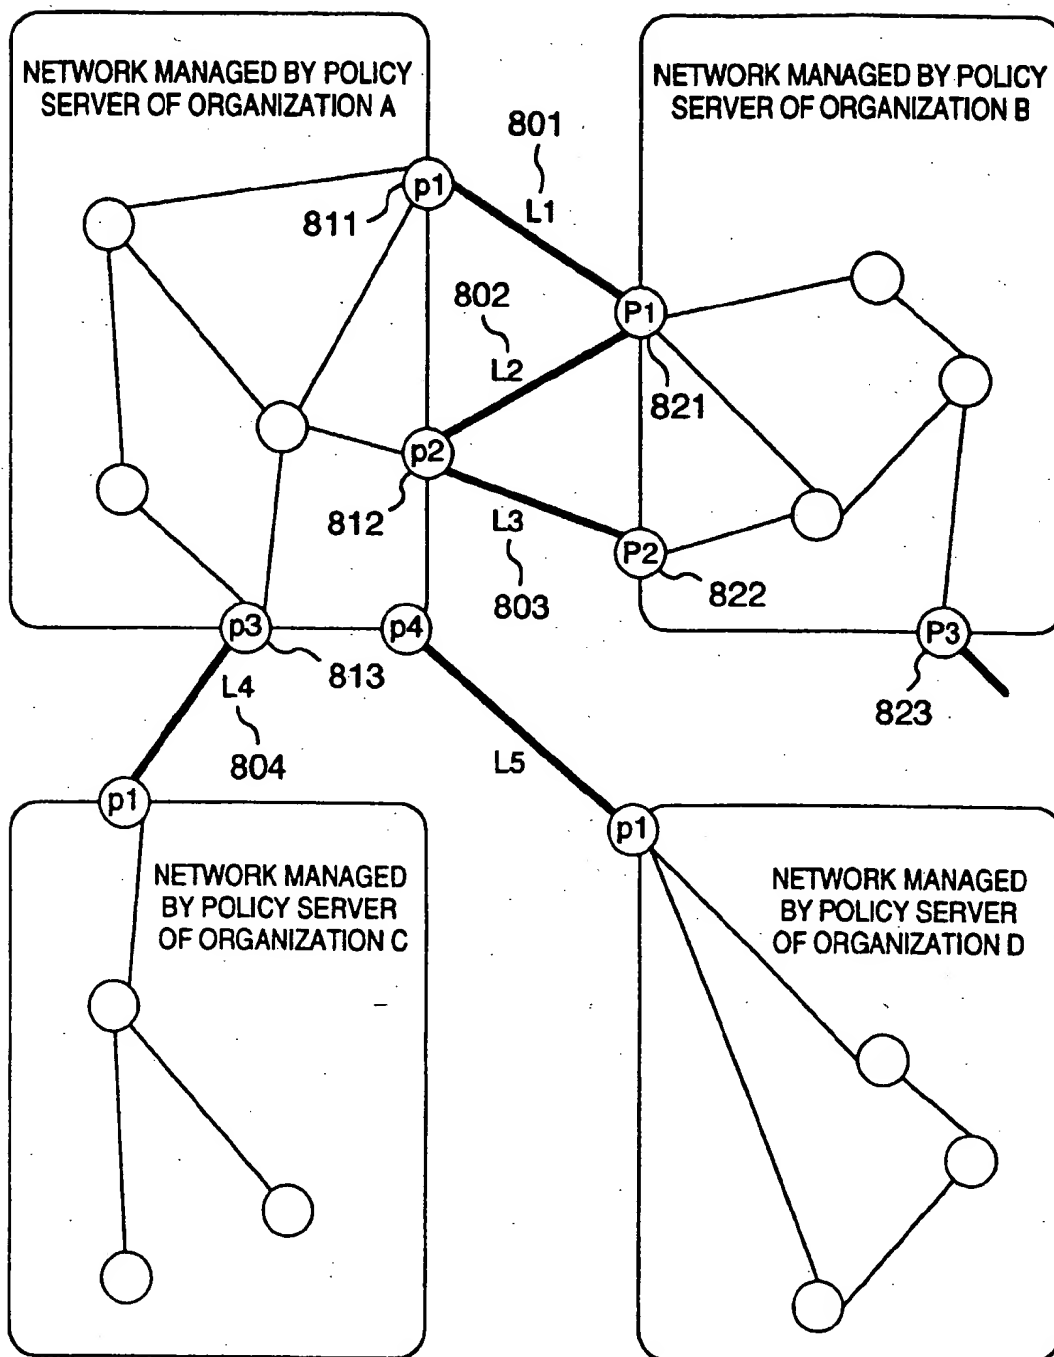 NETWORK MANAGED BY POLICY
SERVER OF ORGANIZATION A
NETWORK MANAGED BY POLICY
SERVER OF ORGANIZATION B
801
p1
811
L1
802
P1
L2
821
p2
812
L3
P2
822
803
p3
p4
P3
813
L4
823
804
L5
p1
p1
NETWORK MANAGED
BY POLICY SERVER
OF ORGANIZATION C
NETWORK MANAGED
BY POLICY SERVER
OF ORGANIZATION D